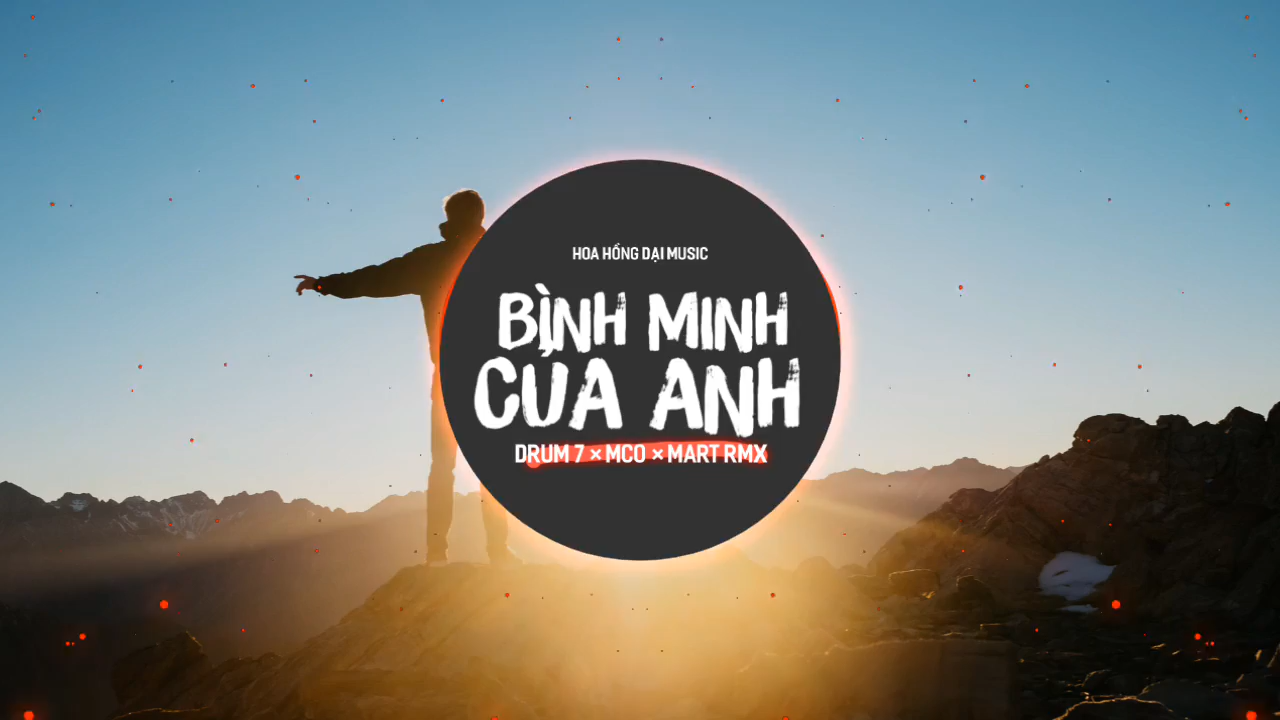 HOA HỒNG DẠI MUSIC
BÌNH MINH
CỦA ANH
DRUM 7 × MCO × MART RMX